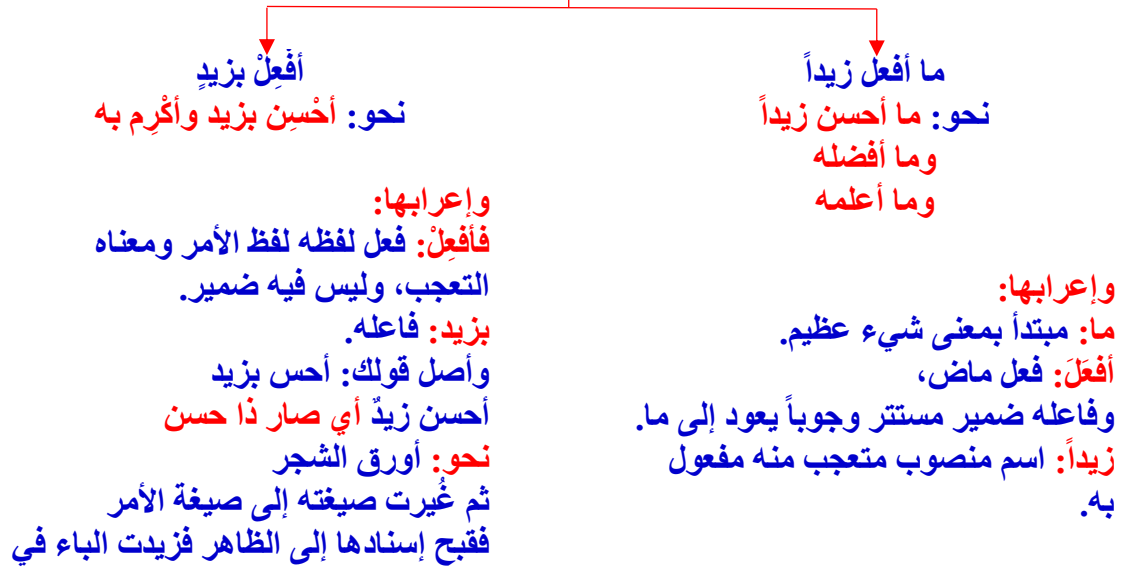 ما أفعل زيداً
نحو: ما أحسن زيداً
وما أفضله
وما أعلمه
وإعرابها:
ما: مبتدأ بمعنى شيء عظيم.
أفعَلَ: فعل ماض،
وفاعله ضمير مستتر وجوباً يعود إلى ما.
زيداً: اسم منصوب متعجب منه مفعول
به.
أفْعِلْ بزيدٍ
نحو: أحْسِن بزيد وأكْرِم به
وإعرابها:
فأفعِلْ: فعل لفظه لفظ الأمر ومعناه
التعجب، وليس فيه ضمير.
بزيد: فاعله.
وأصل قولك: أحس بزيد
أحسن زيدٌ أي صار ذا حسن
نحو: أورق الشجر
ثم غُيرت صيغته إلى صيغة الأمر
فقبح إسنادها إلى الظاهر فزيدت الباء في